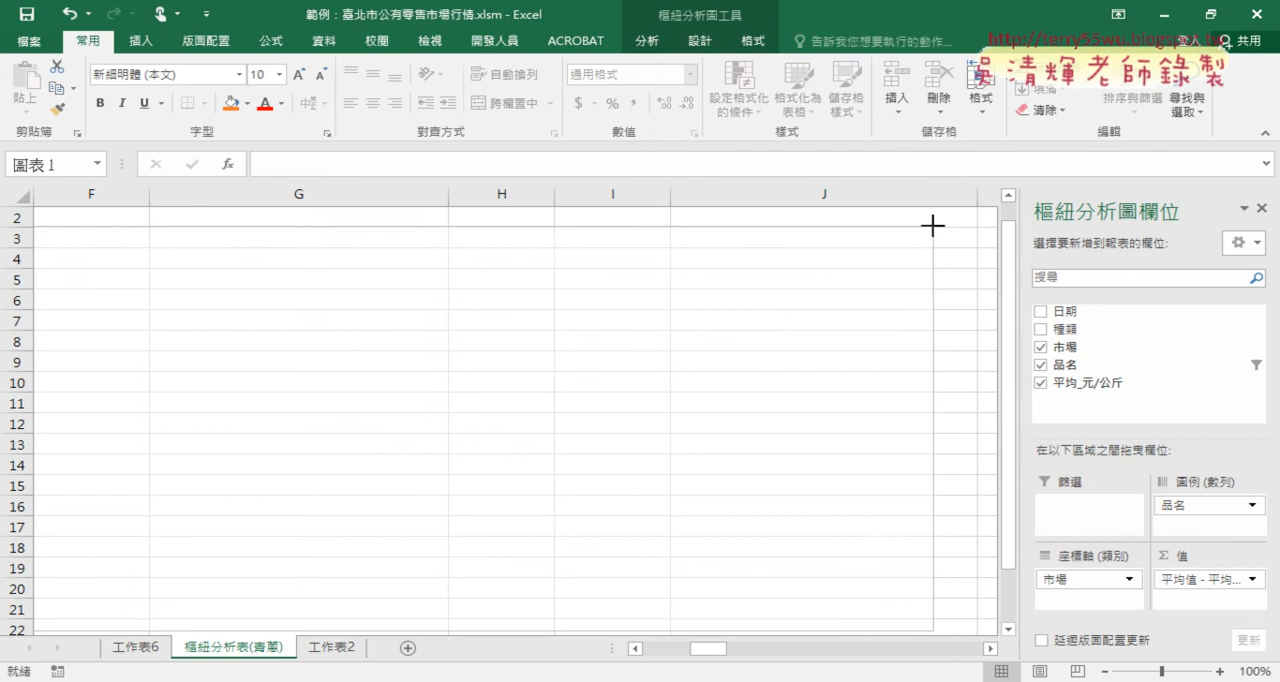 範例：臺北市公有零售市場行情.xlsm - Excel
樞紐分析圖工具
檔案 常用 插入 版面配置 公式 資料 校閱 檢視 開發人員 ACROBAT 分析 設計 格式 告訴我您想要執行的動作... 登入 共用
http://terry55wu.blogspot.tw
吳清輝老師錄製
貼上 新細明體 (本文) 10 自動換列 通用格式 設定格式化的條件 格式化為表格 儲存格樣式 插入 刪除 格式 填滿 清除 排序與篩選 尋找與選取
B I U 跨欄置中 $ % ,
剪貼簿 字型 對齊方式 數值 樣式 儲存格 編輯
圖表 1 fx
F G H I J
2
3
4
5
6
7
8
9
10
11
12
13
14
15
16
17
18
19
20
21
22
樞紐分析圖欄位
選擇要新增到報表的欄位:
搜尋
日期
種類
市場
品名
平均_元/公斤
在以下區域之間拖曳欄位:
篩選 圖例 (數列)
品名
座標軸 (類別) Σ 值
市場 平均值 - 平均...
延遲版面配置更新 更新
工作表6 樞紐分析表(青蔥) 工作表2
就緒 100%